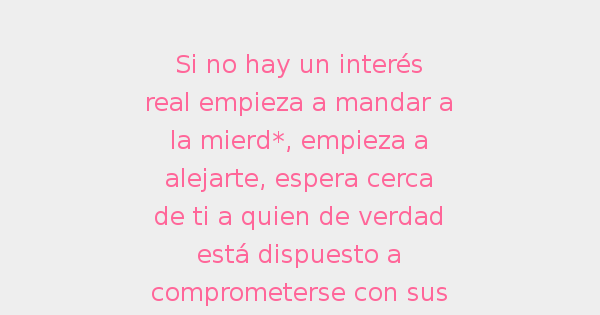 Si no hay un interés
real empieza a mandar a
la mierd*, empieza a
alejarte, espera cerca
de ti a quien de verdad
está dispuesto a
comprometerse con sus